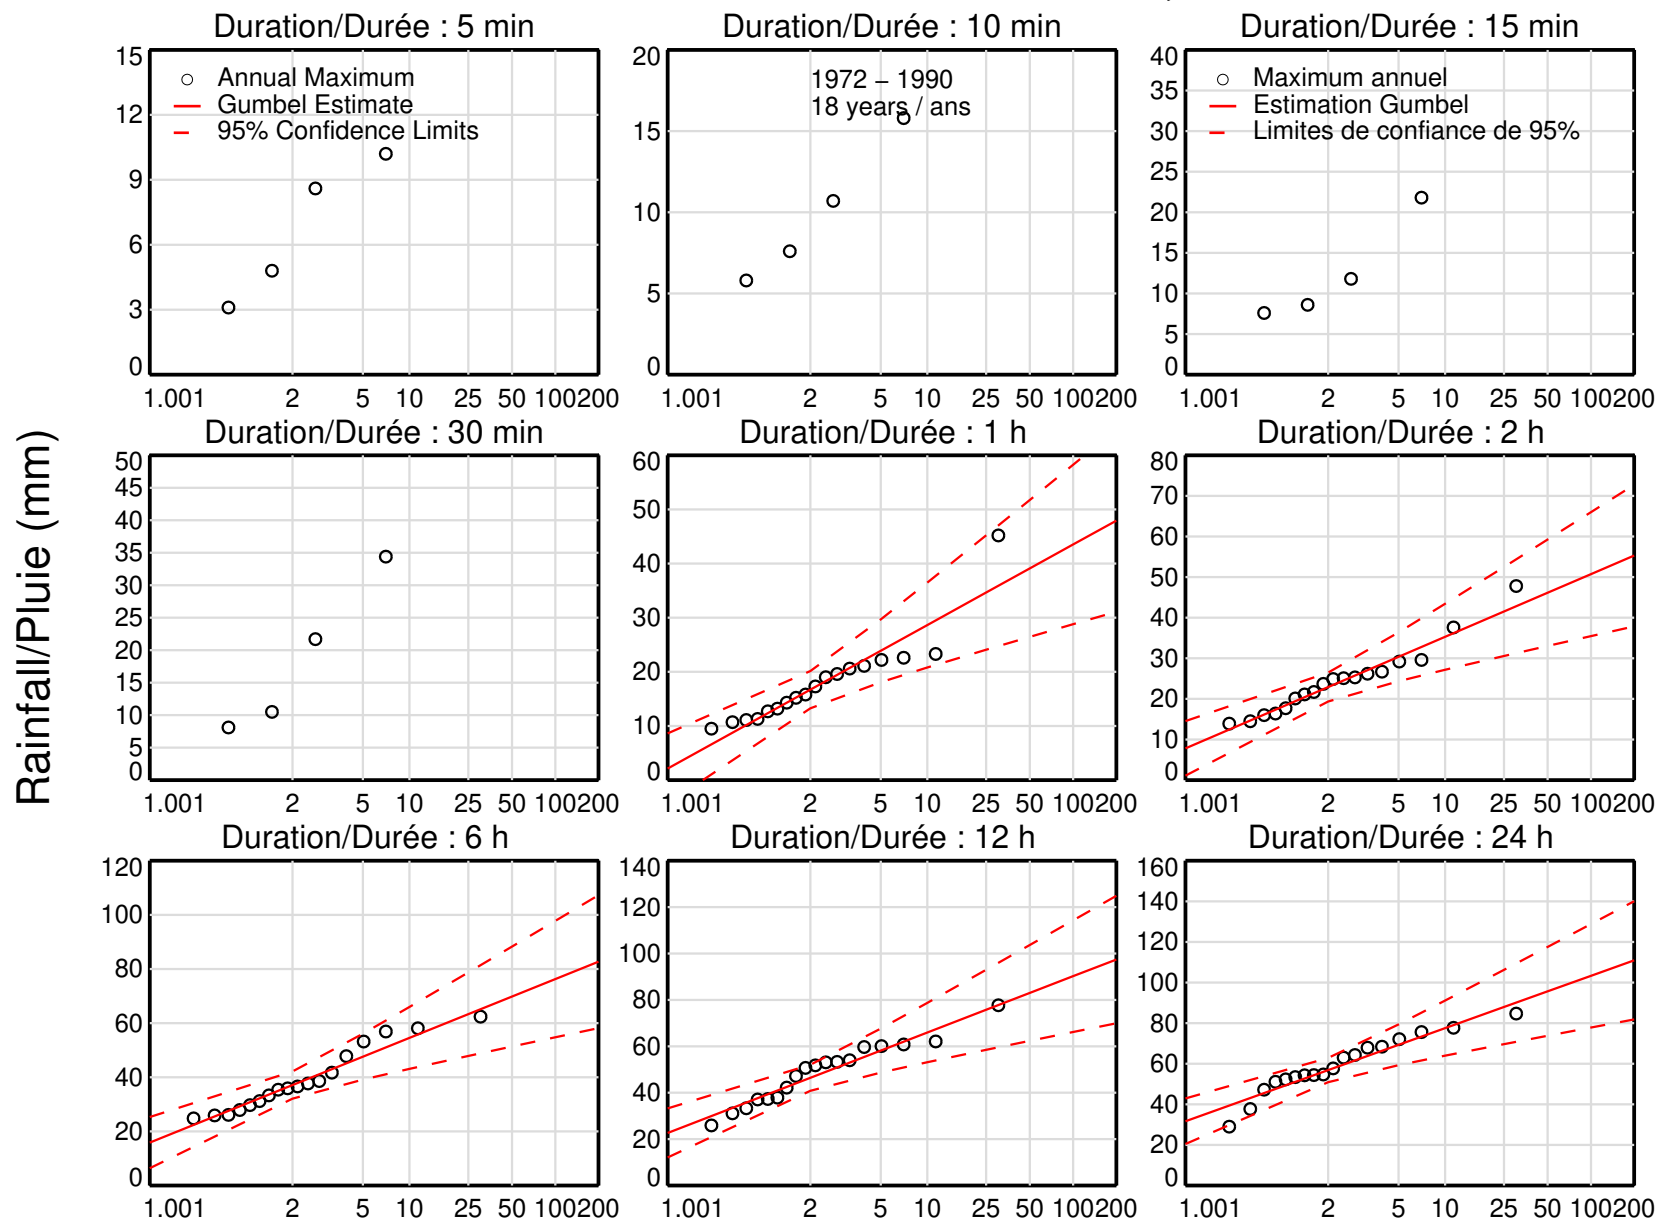 Duration/Durée : 5 min
15
12
9
6
3
0
Annual Maximum
Gumbel Estimate
95% Confidence Limits
1.001 2 5 10 25 50 100200
Duration/Durée : 10 min
20
15
10
5
0
1972 – 1990
18 years / ans
1.001 2 5 10 25 50 100200
Duration/Durée : 15 min
40
35
30
25
20
15
10
5
0
Maximum annuel
Estimation Gumbel
Limites de confiance de 95%
1.001 2 5 10 25 50 100200
Rainfall/Pluie (mm)
Duration/Durée : 30 min
50
45
40
35
30
25
20
15
10
5
0
1.001 2 5 10 25 50 100200
Duration/Durée : 1 h
60
50
40
30
20
10
0
1.001 2 5 10 25 50 100200
Duration/Durée : 2 h
80
70
60
50
40
30
20
10
0
1.001 2 5 10 25 50 100200
Duration/Durée : 6 h
120
100
80
60
40
20
0
1.001 2 5 10 25 50 100200
Duration/Durée : 12 h
140
120
100
80
60
40
20
0
1.001 2 5 10 25 50 100200
Duration/Durée : 24 h
160
140
120
100
80
60
40
20
0
1.001 2 5 10 25 50 100200